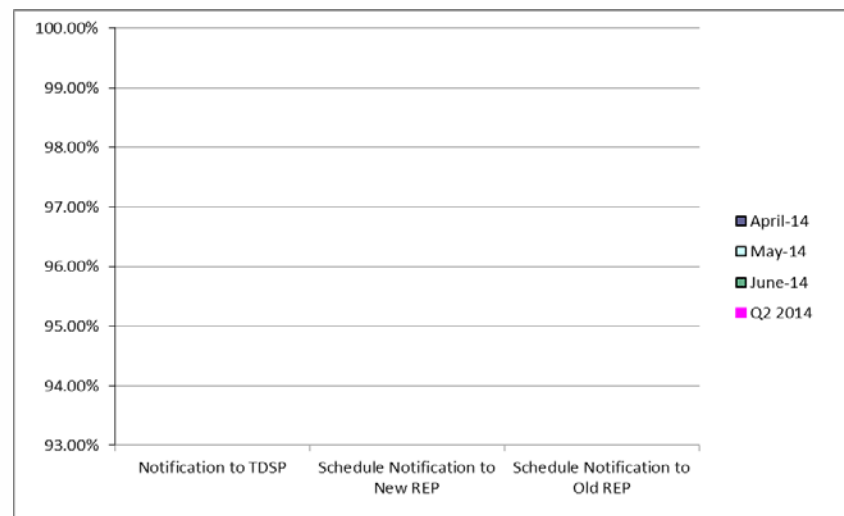 100.00%
99.00%
98.00%
97.00%
96.00%
95.00%
94.00%
93.00%
Notification to TDSP
Schedule Notification to
New REP
Schedule Notification to
Old REP
April-14
May-14
June-14
Q2 2014